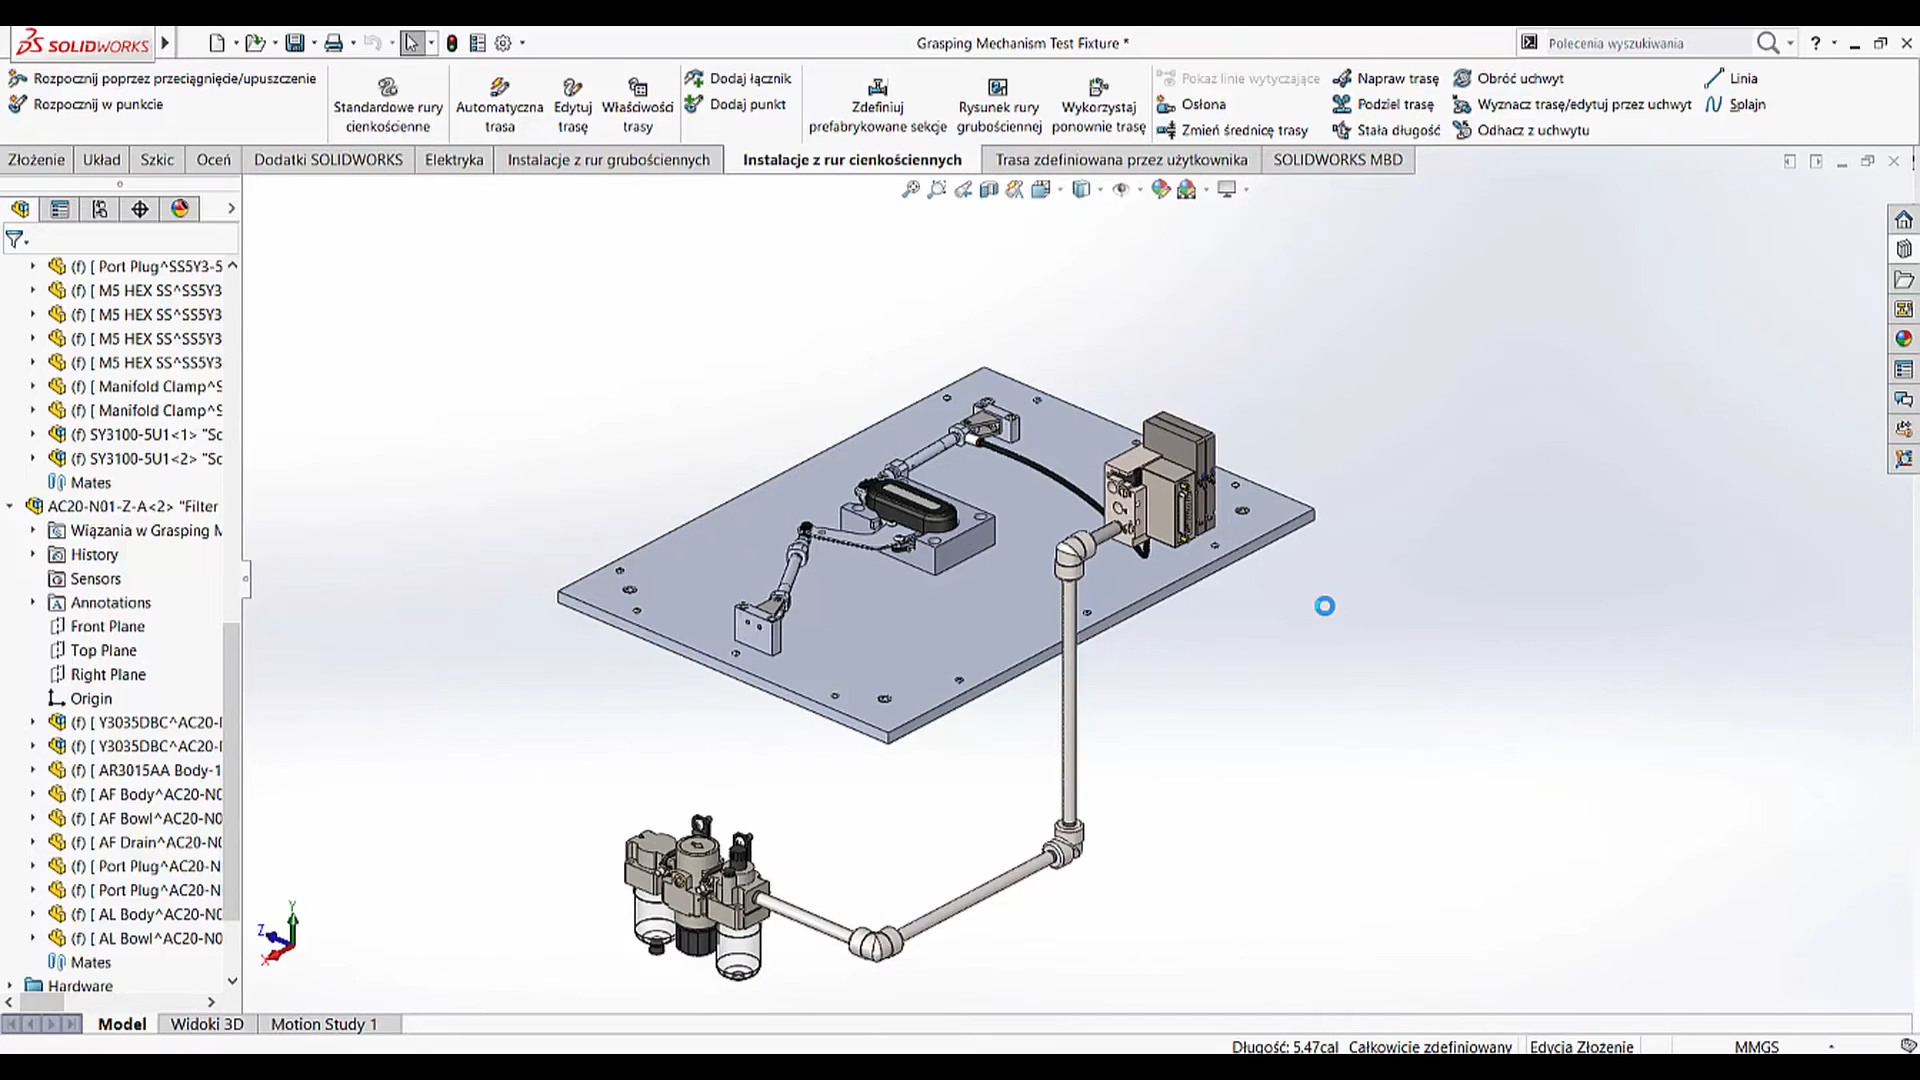 SOLIDWORKS
Grasping Mechanism Test Fixture *
Polecenia wyszukiwania
?
Rozpocznij poprzez przeciągnięcie/upuszczenie
Rozpocznij w punkcie
Standardowe rury
cienkościenne
Automatyczna
trasa
Edytuj
trasę
Właściwości
trasy
Dodaj łącznik
Dodaj punkt
Zdefiniuj
prefabrykowane sekcje
Rysunek rury
grubościennej
Wykorzystaj
ponownie trasę
Pokaż linie wytyczające
Osłona
Zmień średnicę trasy
Napraw trasę
Podziel trasę
Stała długość
Obróć uchwyt
Wyznacz trasę/edytuj przez uchwyt
Odhacz z uchwytu
Linia
Splajn
Złożenie
Układ
Szkic
Oceń
Dodatki SOLIDWORKS
Elektryka
Instalacje z rur grubościennych
Instalacje z rur cienkościennych
Trasa zdefiniowana przez użytkownika
SOLIDWORKS MBD
(f) [ Port Plug^SS5Y3-5
(f) [ M5 HEX SS^SS5Y3
(f) [ M5 HEX SS^SS5Y3
(f) [ M5 HEX SS^SS5Y3
(f) [ M5 HEX SS^SS5Y3
(f) [ Manifold Clamp^S
(f) [ Manifold Clamp^S
(f) SY3100-5U1<1> "Sc
(f) SY3100-5U1<2> "Sc
Mates
AC20-N01-Z-A<2> "Filter
Wiązania w Grasping M
History
Sensors
Annotations
Front Plane
Top Plane
Right Plane
Origin
(f) [ Y3035DBC^AC20-N
(f) [ Y3035DBC^AC20-N
(f) [ AR3015AA Body-1
(f) [ AF Body^AC20-N0
(f) [ AF Bowl^AC20-N0
(f) [ AF Drain^AC20-N0
(f) [ Port Plug^AC20-N
(f) [ Port Plug^AC20-N
(f) [ AL Body^AC20-N0
(f) [ AL Bowl^AC20-N0
Mates
Hardware
Y
Z
X
Model
Widoki 3D
Motion Study 1
Długość: 5.47cal
Całkowicie zdefiniowany
Edycja Złożenie
MMGS